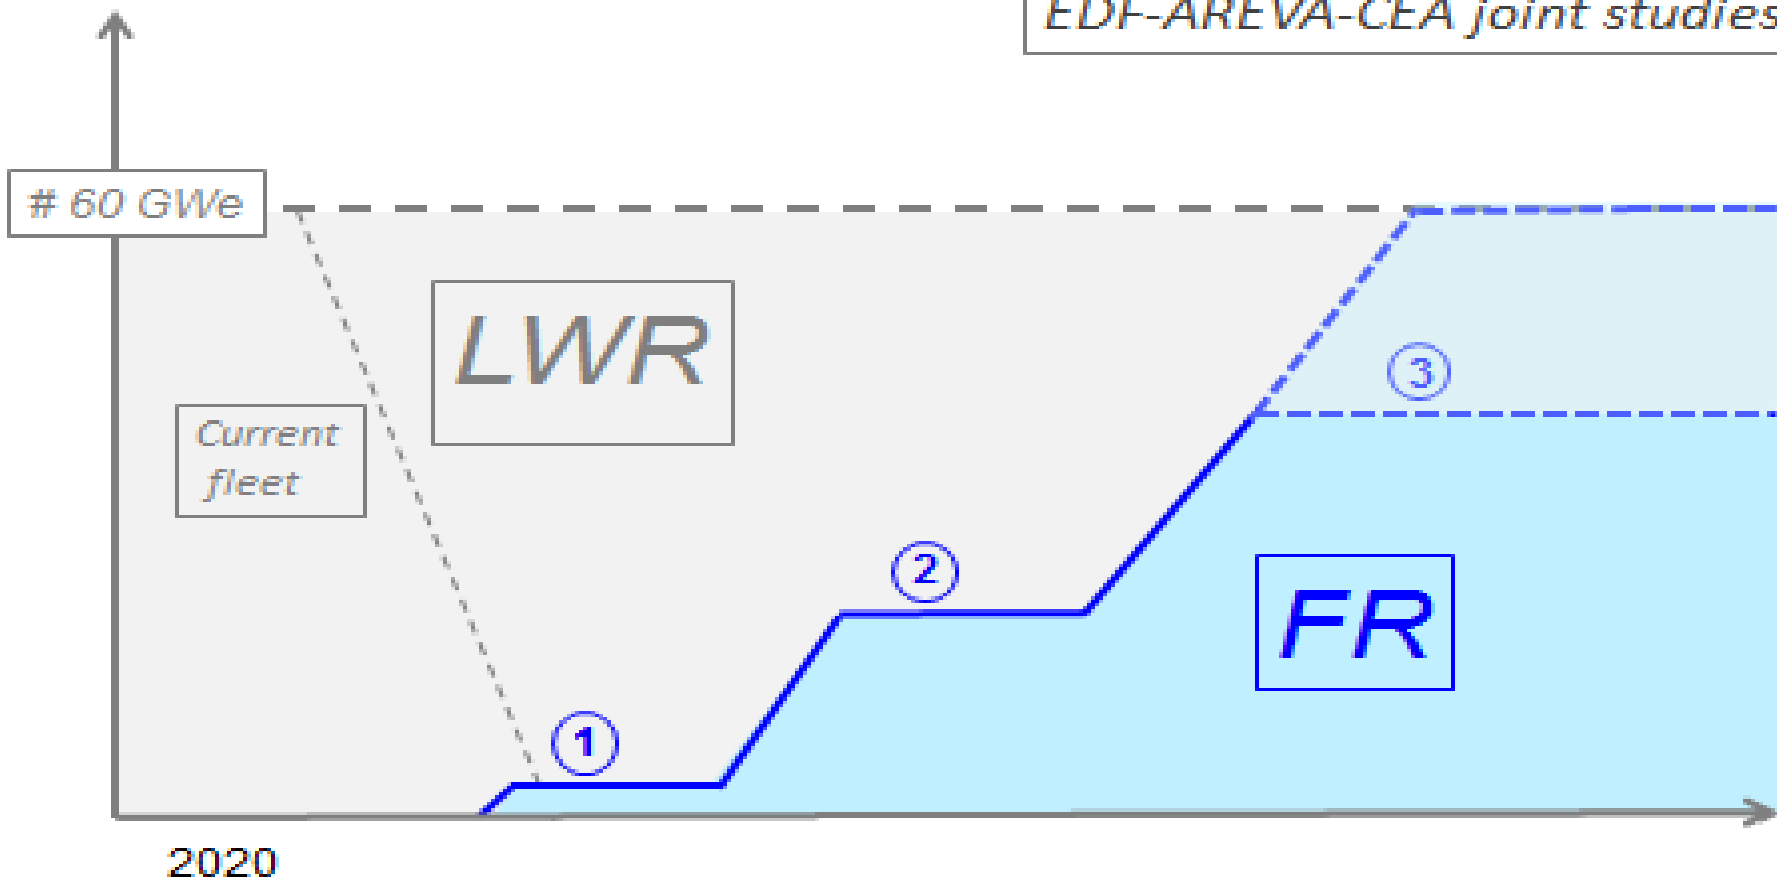 EDF-AREVA-CEA joint studies
# 60 GWe
LWR
3
Current
fleet
2
FR
1
2020